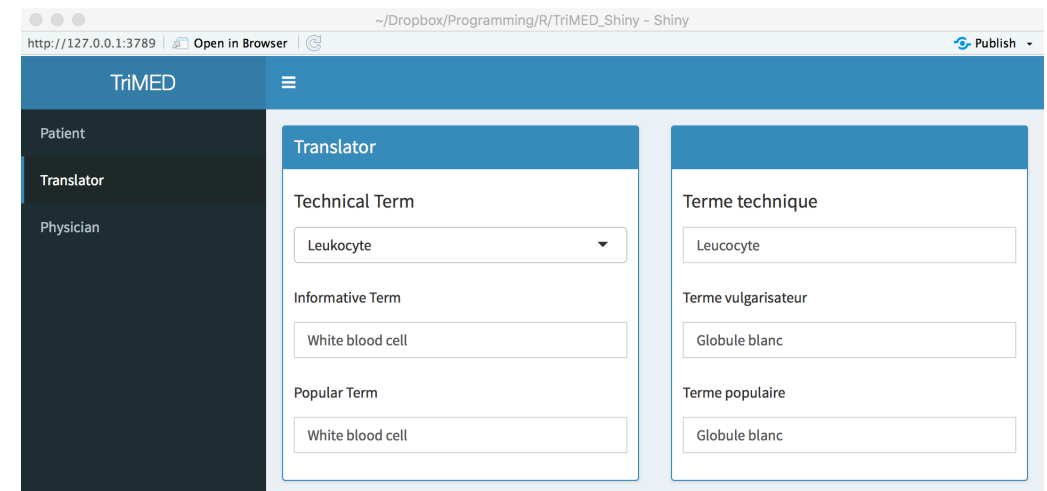 ~/Dropbox/Programming/R/TriMED_Shiny - Shiny
http://127.0.0.1:3789 Open in Browser Publish
TriMED
Patient
Translator
Physician
Translator
Technical Term
Leukocyte
Informative Term
White blood cell
Popular Term
White blood cell
Terme technique
Leucocyte
Terme vulgarisateur
Globule blanc
Terme populaire
Globule blanc